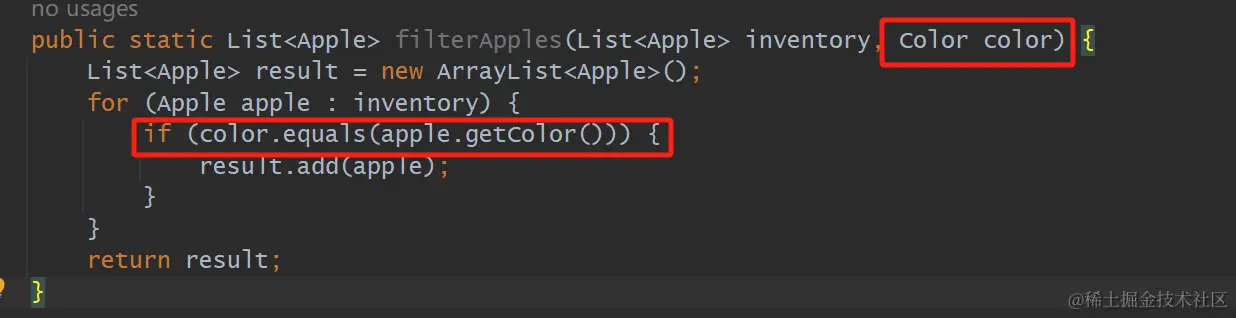 no usages
public static List<Apple> filterApples(List<Apple> inventory, Color color) {
    List<Apple> result = new ArrayList<Apple>();
    for (Apple apple : inventory) {
        if (color.equals(apple.getColor())) {
            result.add(apple);
        }
    }
    return result;
}
@稀土掘金技术社区